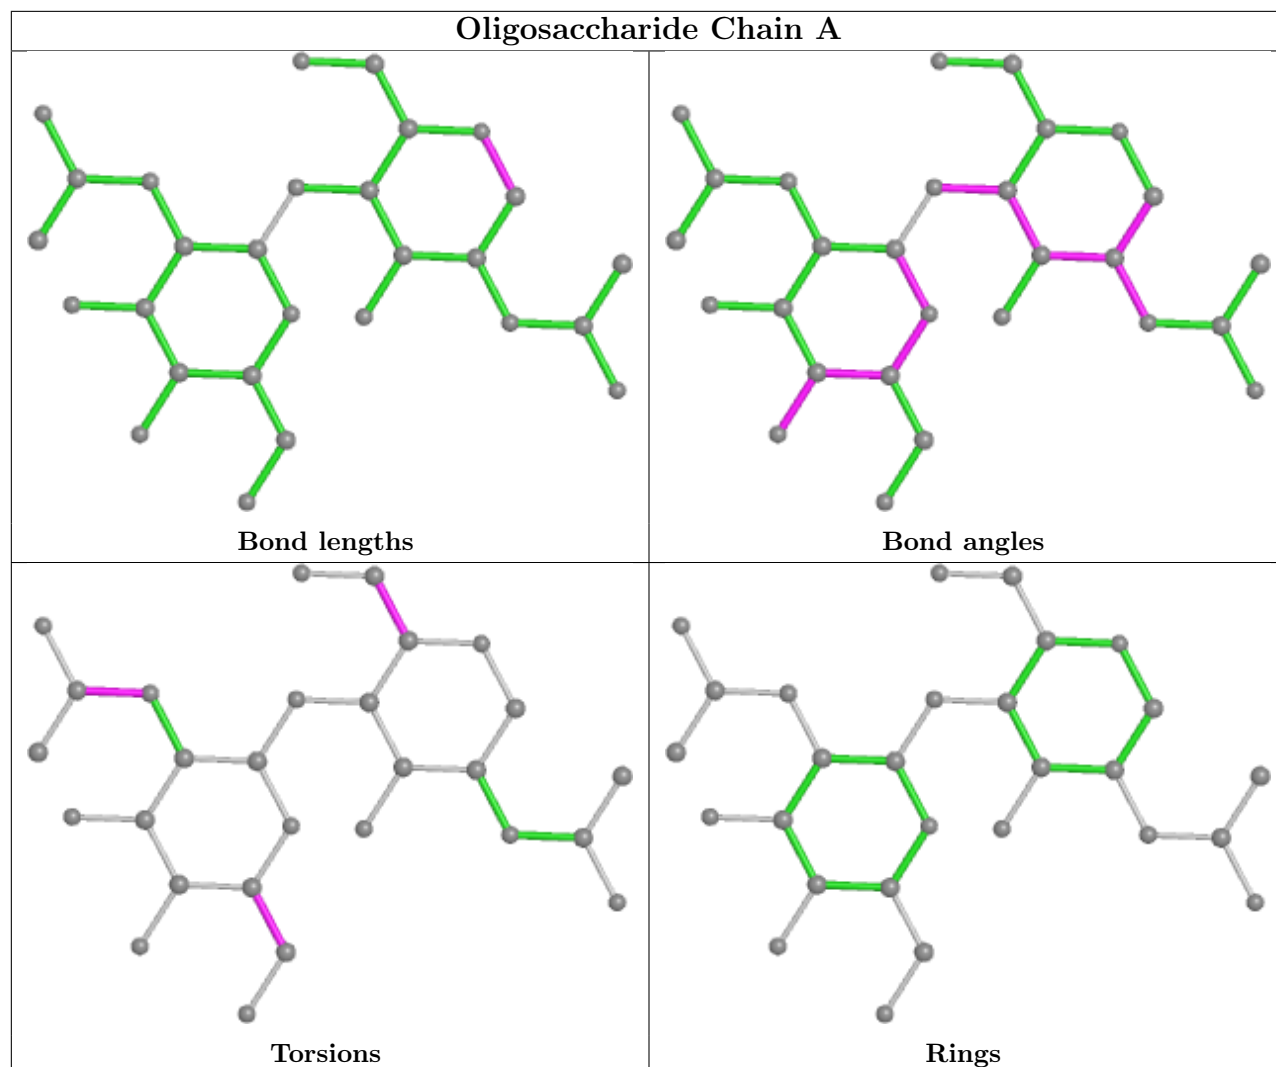 Oligosaccharide Chain A
Bond lengths
Bond angles
Torsions
Rings